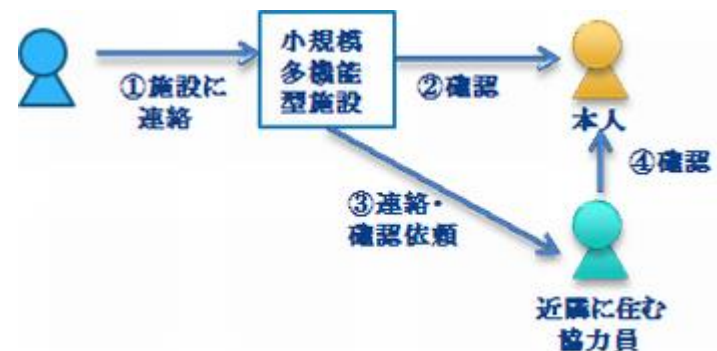 小規模
多機能
型施設
①施設に
連絡
②確認
本人
④確認
③連絡・
確認依頼
近隣に住む
協力員